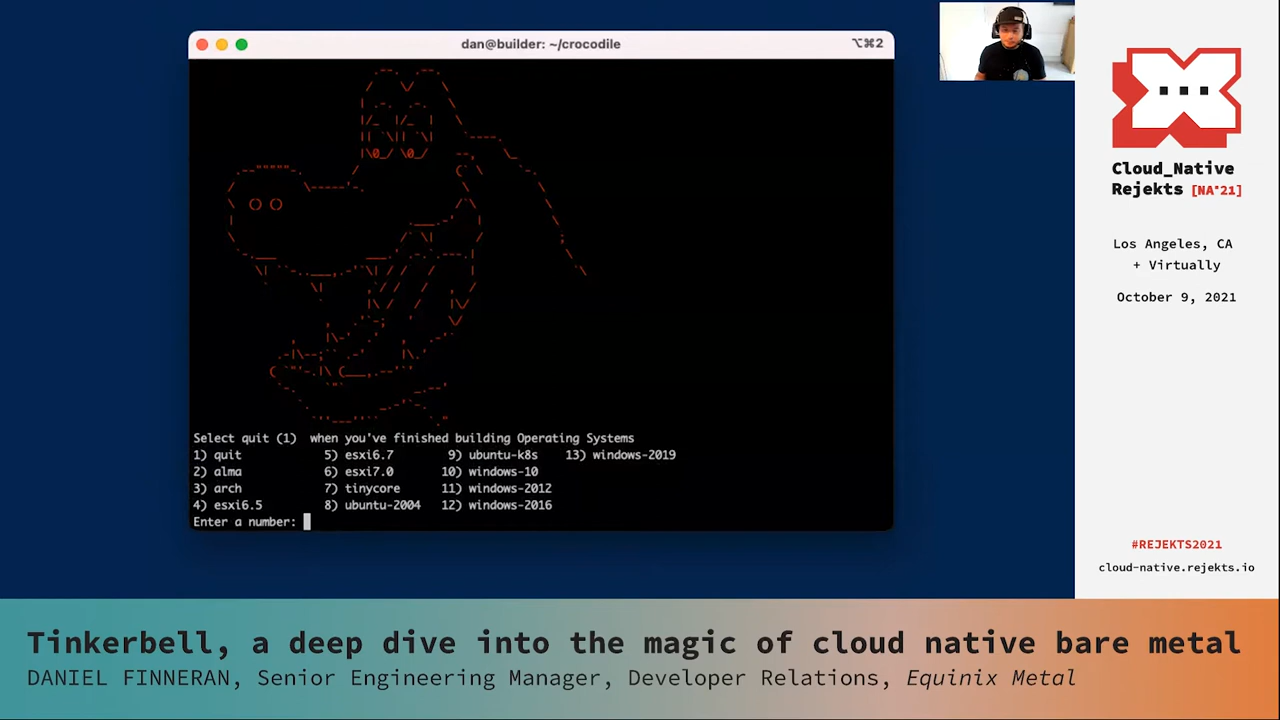 dan@builder: ~/crocodile
⌥⌘2
Select quit (1)  when you've finished building Operating Systems
1) quit 5) esxi6.7 9) ubuntu-k8s 13) windows-2019
2) alma 6) esxi7.0 10) windows-10
3) arch 7) tinycore 11) windows-2012
4) esxi6.5 8) ubuntu-2004 12) windows-2016
Enter a number:
Cloud_Native
Rejekts [NA°21]
Los Angeles, CA
+ Virtually
October 9, 2021
#REJEKTS2021
cloud-native.rejekts.io
Tinkerbell, a deep dive into the magic of cloud native bare metal
DANIEL FINNERAN, Senior Engineering Manager, Developer Relations, Equinix Metal